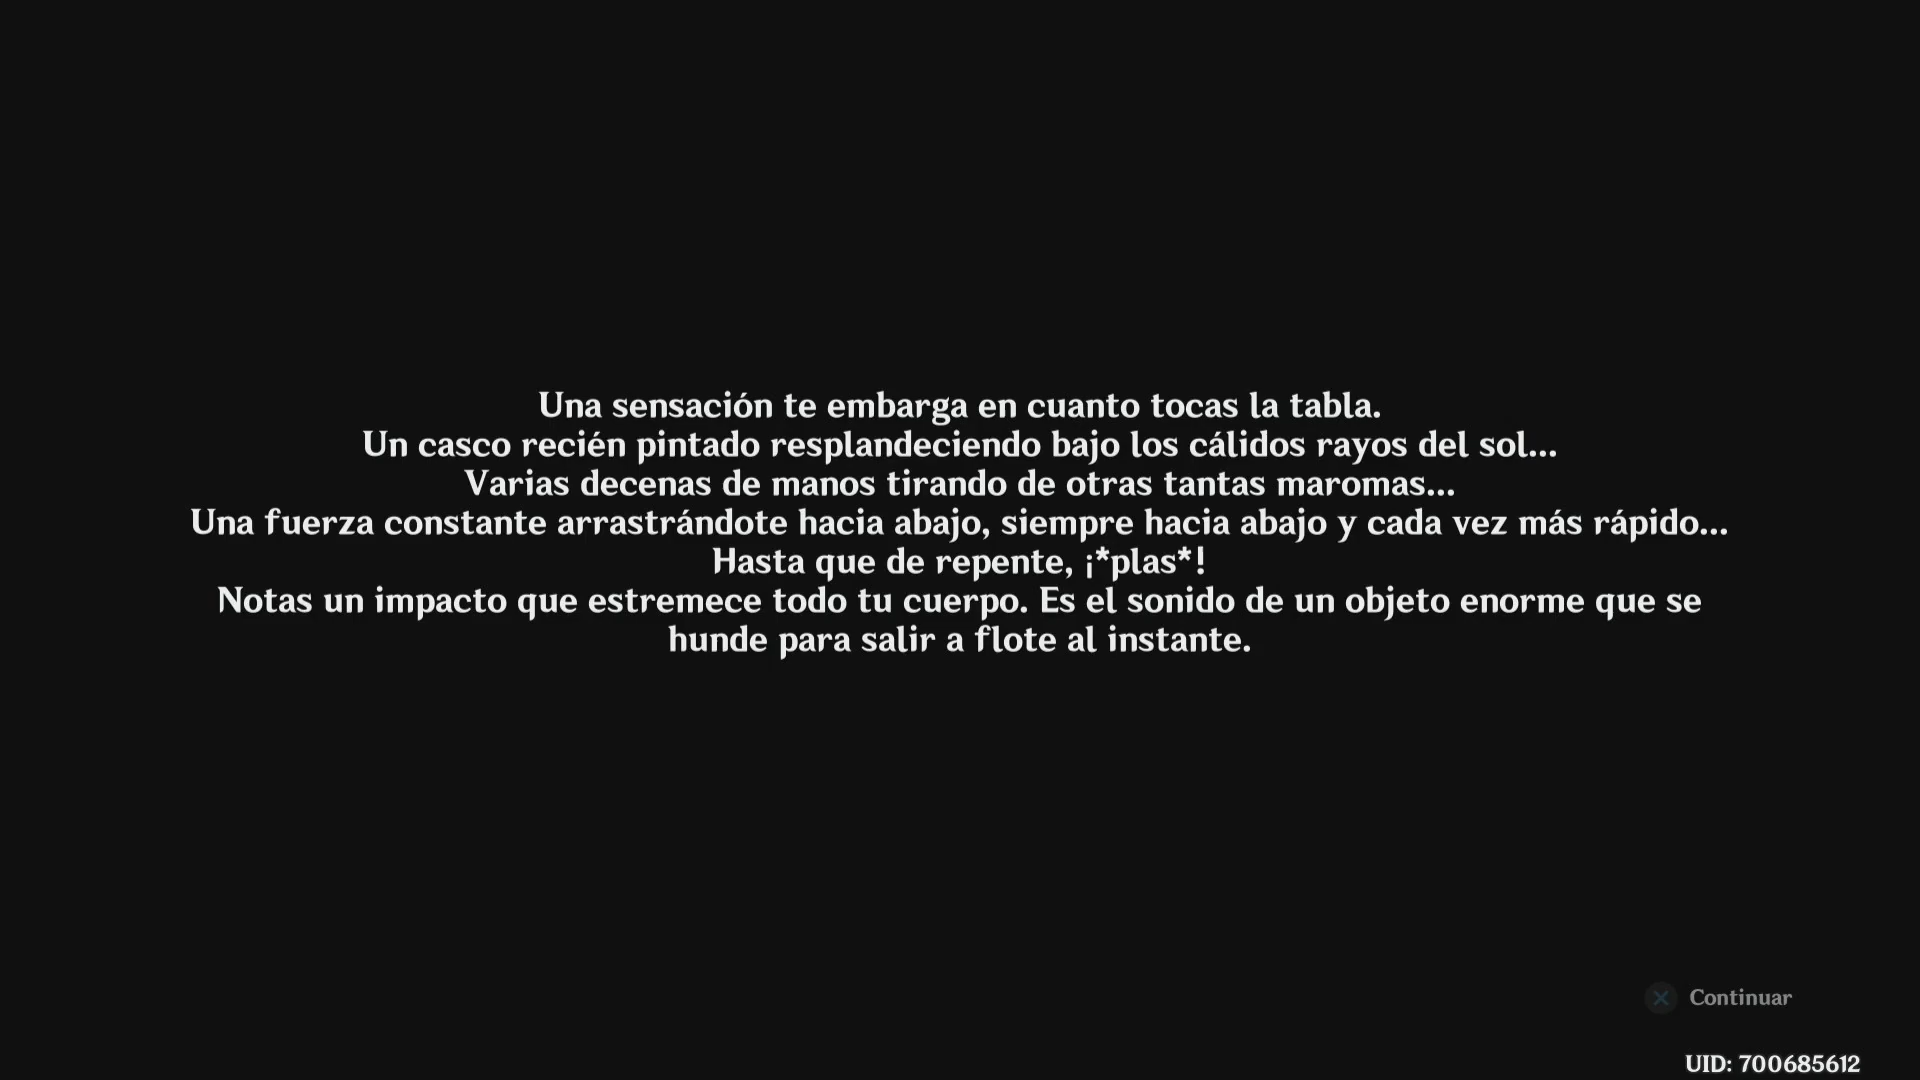 Una sensación te embarga en cuanto tocas la tabla.
Un casco recién pintado resplandeciendo bajo los cálidos rayos del sol...
Varias decenas de manos tirando de otras tantas maromas...
Una fuerza constante arrastrándote hacia abajo, siempre hacia abajo y cada vez más rápido...
Hasta que de repente, ¡*plas*!
Notas un impacto que estremece todo tu cuerpo. Es el sonido de un objeto enorme que se
hunde para salir a flote al instante.
Continuar
UID: 700685612